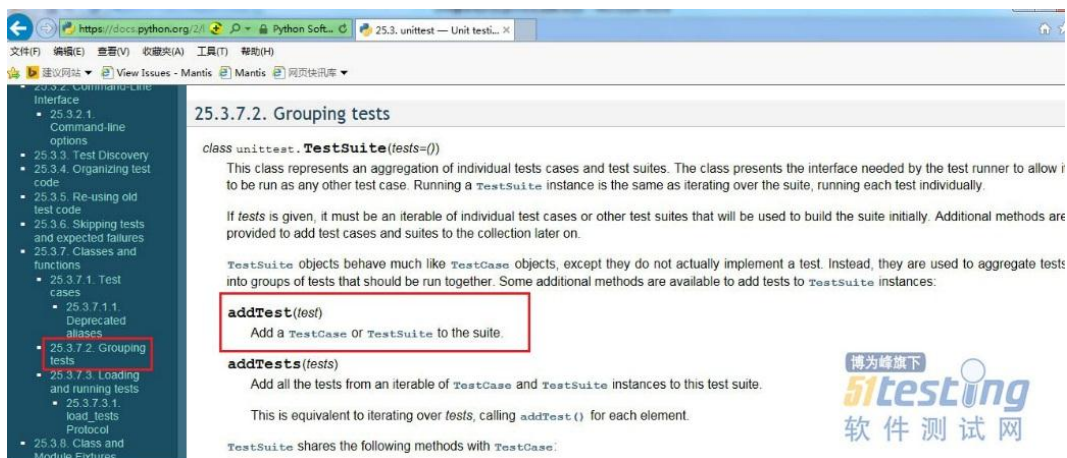 https://docs.python.org/2/l
Python Soft...
25.3. unittest — Unit testi...
文件(F) 编辑(E) 查看(V) 收藏夹(A) 工具(T) 帮助(H)
建议网站 View Issues - Mantis Mantis 网页快讯库
25.3.2. Command-Line
Interface
25.3.2.1.
Command-line
options
25.3.3. Test Discovery
25.3.4. Organizing test
code
25.3.5. Re-using old
test code
25.3.6. Skipping tests
and expected failures
25.3.7. Classes and
functions
25.3.7.1. Test
cases
25.3.7.1.1.
Deprecated
aliases
25.3.7.2. Grouping
tests
25.3.7.3. Loading
and running tests
25.3.7.3.1.
load_tests
Protocol
25.3.8. Class and
Module Fixtures
25.3.7.2. Grouping tests
class unittest.TestSuite(tests=())
This class represents an aggregation of individual tests cases and test suites. The class presents the interface needed by the test runner to allow i
to be run as any other test case. Running a TestSuite instance is the same as iterating over the suite, running each test individually.
If tests is given, it must be an iterable of individual test cases or other test suites that will be used to build the suite initially. Additional methods are
provided to add test cases and suites to the collection later on.
TestSuite objects behave much like TestCase objects, except they do not actually implement a test. Instead, they are used to aggregate tests
into groups of tests that should be run together. Some additional methods are available to add tests to TestSuite instances:
addTest(test)
Add a TestCase or TestSuite to the suite.
addTests(tests)
Add all the tests from an iterable of TestCase and TestSuite instances to this test suite.
This is equivalent to iterating over tests, calling addTest() for each element.
TestSuite shares the following methods with TestCase:
博为峰旗下
51testing
软件测试网